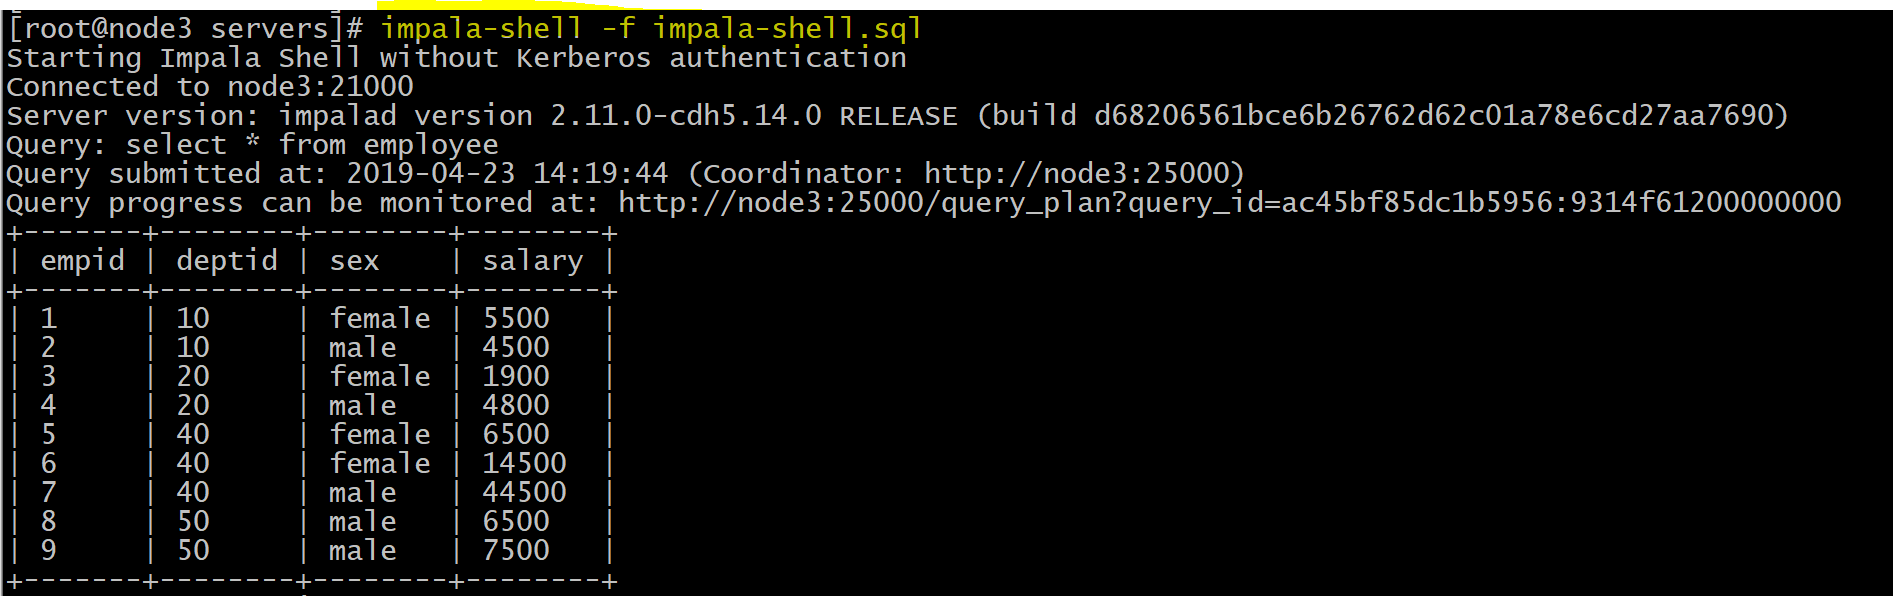 [root@node3 servers]# impala-shell -f impala-shell.sql
Starting Impala Shell without Kerberos authentication
Connected to node3:21000
Server version: impalad version 2.11.0-cdh5.14.0 RELEASE (build d68206561bce6b26762d62c01a78e6cd27aa7690)
Query: select * from employee
Query submitted at: 2019-04-23 14:19:44 (Coordinator: http://node3:25000)
Query progress can be monitored at: http://node3:25000/query_plan?query_id=ac45bf85dc1b5956:9314f61200000000
+-------+--------+--------+--------+
| empid | deptid | sex    | salary |
+-------+--------+--------+--------+
| 1     | 10     | female | 5500   |
| 2     | 10     | male   | 4500   |
| 3     | 20     | female | 1900   |
| 4     | 20     | male   | 4800   |
| 5     | 40     | female | 6500   |
| 6     | 40     | female | 14500  |
| 7     | 40     | male   | 44500  |
| 8     | 50     | male   | 6500   |
| 9     | 50     | male   | 7500   |
+-------+--------+--------+--------+